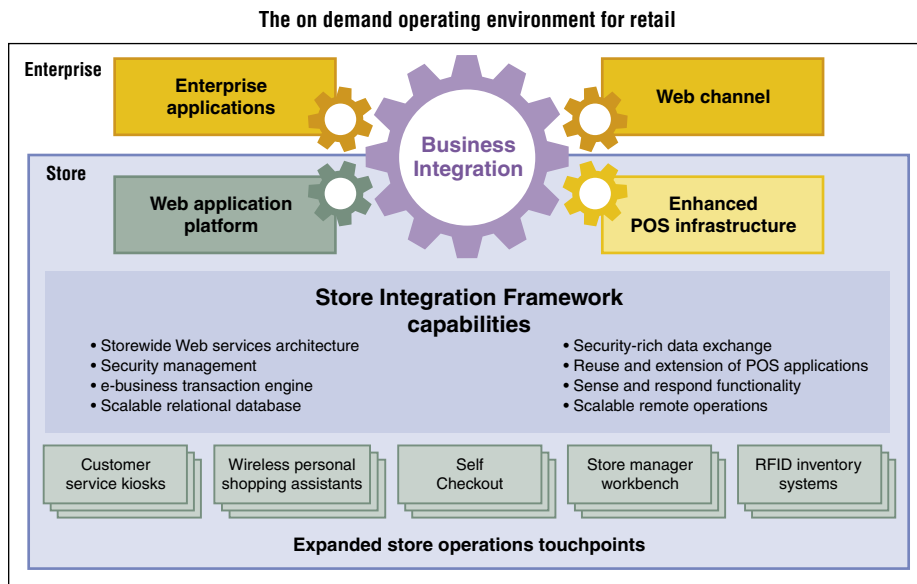 The on demand operating environment for retail
Enterprise
Enterprise
applications
Web channel
Business
Integration
Store
Web application
platform
Enhanced
POS infrastructure
Store Integration Framework
capabilities
• Storewide Web services architecture
• Security management
• e-business transaction engine
• Scalable relational database
• Security-rich data exchange
• Reuse and extension of POS applications
• Sense and respond functionality
• Scalable remote operations
Customer
service kiosks
Wireless personal
shopping assistants
Self
Checkout
Store manager
workbench
RFID inventory
systems
Expanded store operations touchpoints